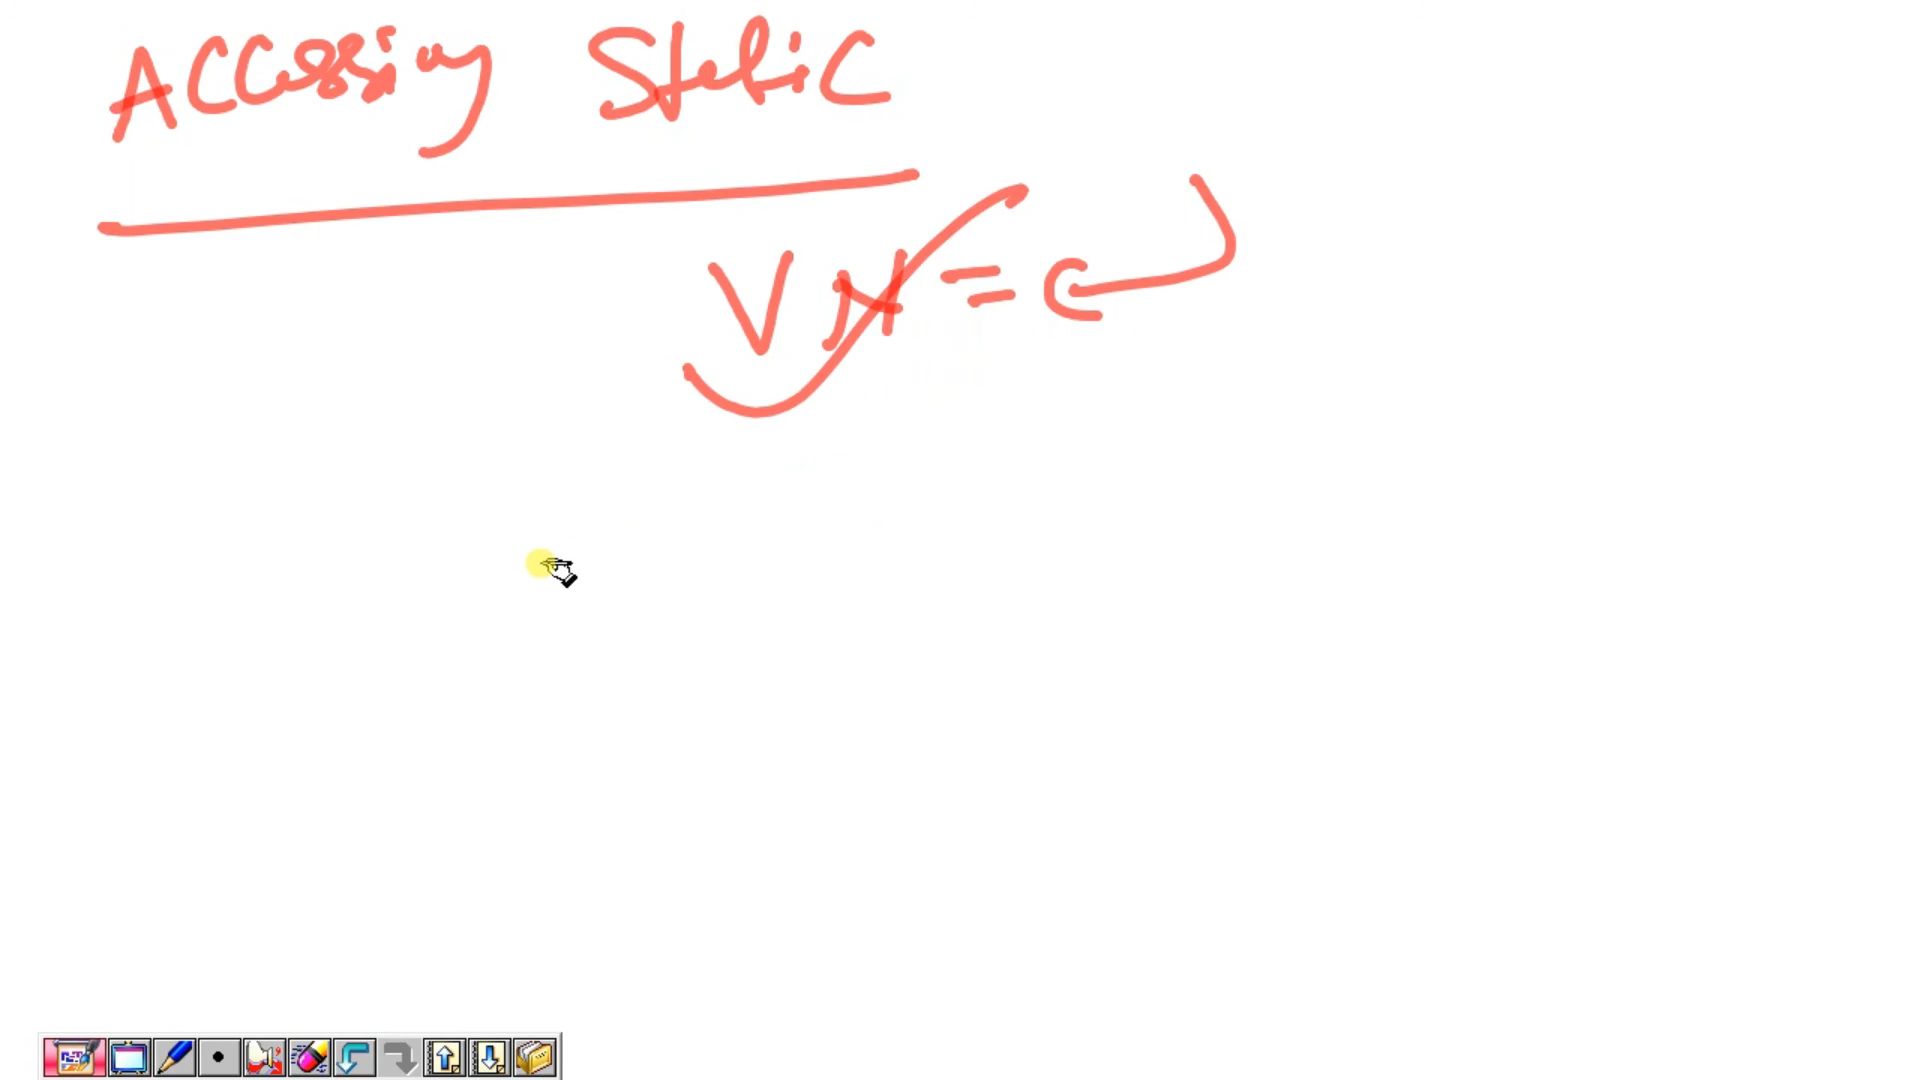 Accessing Static
V x = e